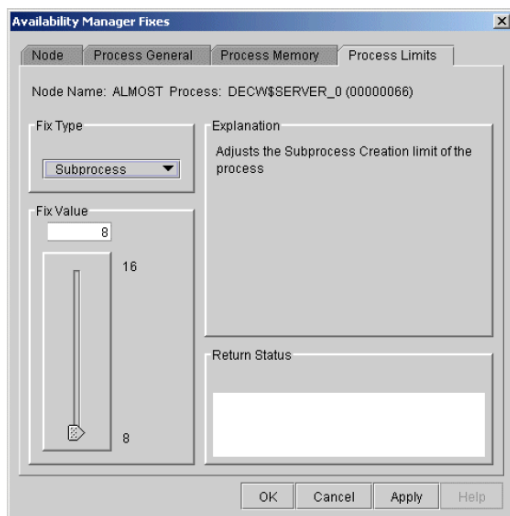 Availability Manager Fixes
Node
Process General
Process Memory
Process Limits
Node Name: ALMOST Process: DECW$SERVER_0 (00000066)
Fix Type
Subprocess
Explanation
Adjusts the Subprocess Creation limit of the
process
Fix Value
8
16
8
Return Status
OK
Cancel
Apply
Help